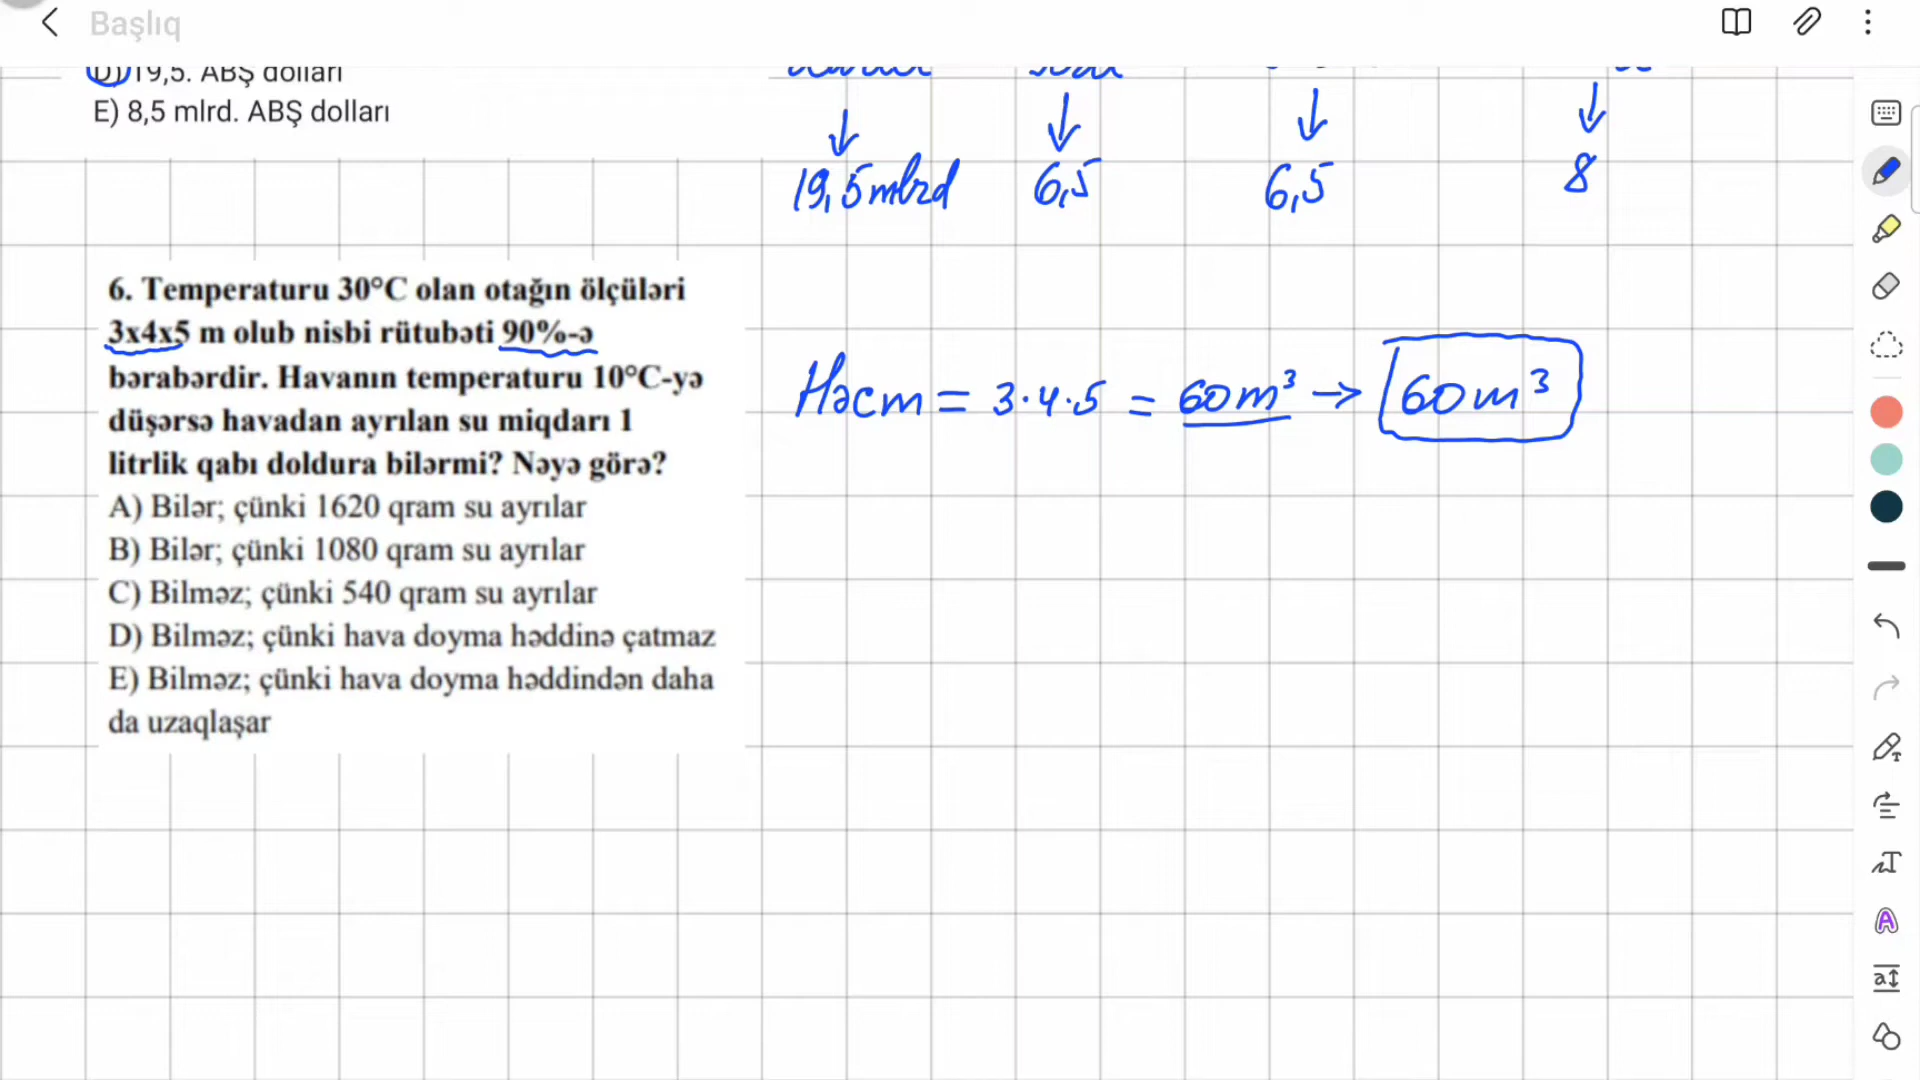 Başlıq
D) 19,5. ABŞ dolları
E) 8,5 mlrd. ABŞ dolları
19,5 mlrd 6,5 6,5 8
6. Temperaturu 30°C olan otağın ölçüləri
3x4x5 m olub nisbi rütubəti 90%-ə
bərabərdir. Havanın temperaturu 10°C-yə
düşərsə havadan ayrılan su miqdarı 1
litrlik qabı doldura bilərmi? Nəyə görə?
A) Bilər; çünki 1620 qram su ayrılar
B) Bilər; çünki 1080 qram su ayrılar
C) Bilməz; çünki 540 qram su ayrılar
D) Bilməz; çünki hava doyma həddinə çatmaz
E) Bilməz; çünki hava doyma həddindən daha
da uzaqlaşar
Həcm = 3·4·5 = 60m³ → 60m³